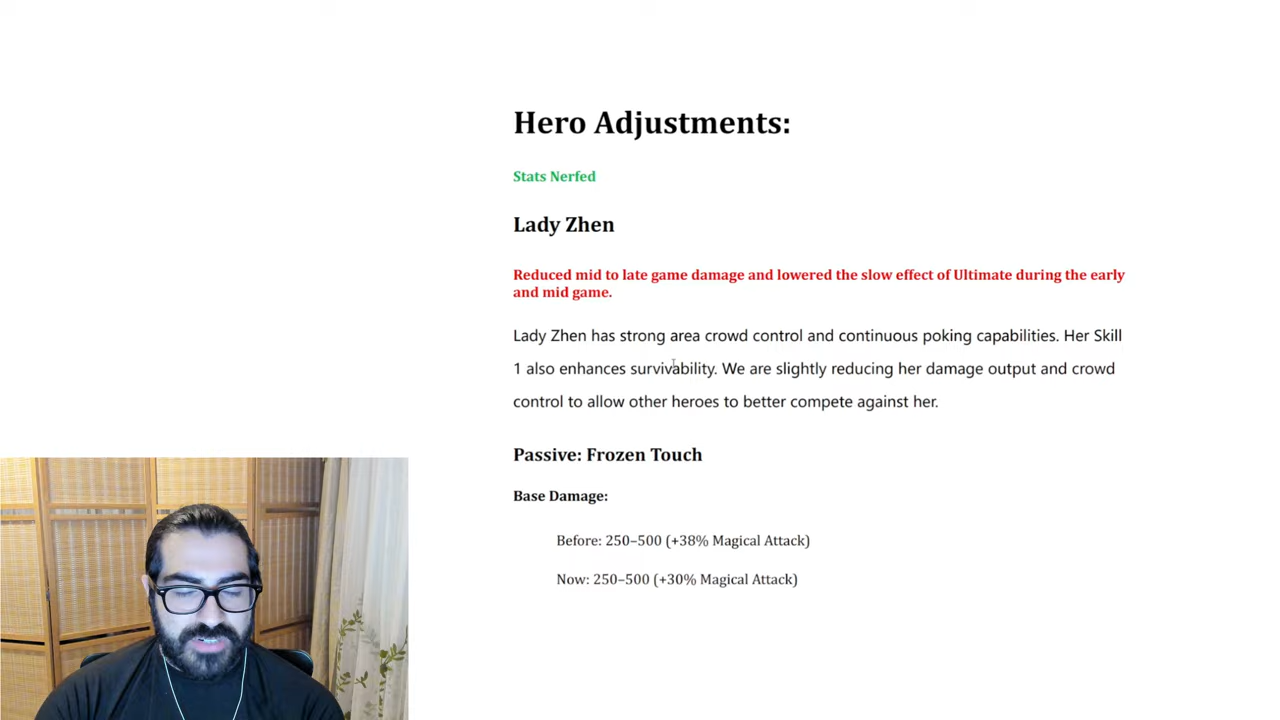 Hero Adjustments:
Stats Nerfed
Lady Zhen
Reduced mid to late game damage and lowered the slow effect of Ultimate during the early
and mid game.
Lady Zhen has strong area crowd control and continuous poking capabilities. Her Skill
1 also enhances survivability. We are slightly reducing her damage output and crowd
control to allow other heroes to better compete against her.
Passive: Frozen Touch
Base Damage:
Before: 250–500 (+38% Magical Attack)
Now: 250–500 (+30% Magical Attack)